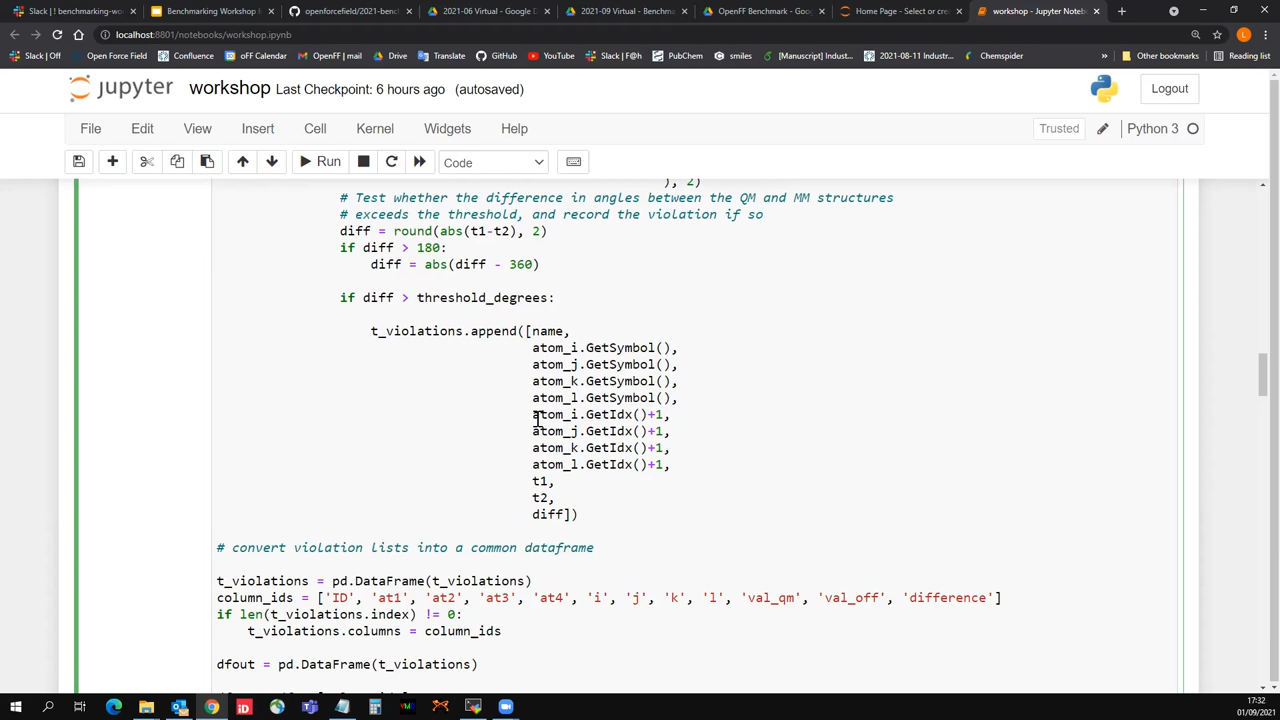 Slack | ! benchmarking-w
Benchmarking Workshop
openforcefield/2021-bench
2021-06 Virtual - Google D
2021-09 Virtual - Benchma
OpenFF Benchmark - Goog
Home Page - Select or cre
workshop - Jupyter Noteb
localhost:8801/notebooks/workshop.ipynb
Slack | Off
Open Force Field
Confluence
oFF Calendar
OpenFF | mail
Drive
Translate
GitHub
YouTube
Slack | F@h
PubChem
smiles
[Manuscript] Indust...
2021-08-11 Industr...
Chemspider
»
Other bookmarks
Reading list
jupyter workshop Last Checkpoint: 6 hours ago (autosaved)
Logout
File Edit View Insert Cell Kernel Widgets Help
Trusted
Python 3
Run
Code
), 2)
# Test whether the difference in angles between the QM and MM structures
# exceeds the threshold, and record the violation if so
diff = round(abs(t1-t2), 2)
if diff > 180:
diff = abs(diff - 360)
if diff > threshold_degrees:
t_violations.append([name,
atom_i.GetSymbol(),
atom_j.GetSymbol(),
atom_k.GetSymbol(),
atom_l.GetSymbol(),
atom_i.GetIdx()+1,
atom_j.GetIdx()+1,
atom_k.GetIdx()+1,
atom_l.GetIdx()+1,
t1,
t2,
diff])
# convert violation lists into a common dataframe
t_violations = pd.DataFrame(t_violations)
column_ids = ['ID', 'at1', 'at2', 'at3', 'at4', 'i', 'j', 'k', 'l', 'val_qm', 'val_off', 'difference']
if len(t_violations.index) != 0:
t_violations.columns = column_ids
dfout = pd.DataFrame(t_violations)
17:32
01/09/2021